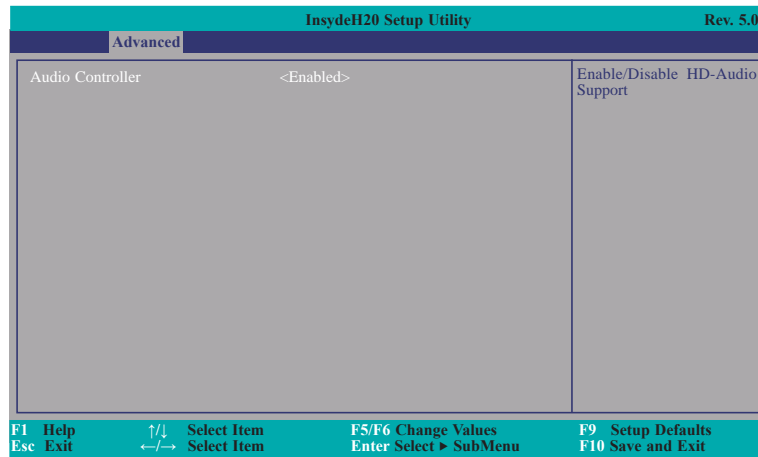 InsydeH20 Setup Utility Rev. 5.0
Advanced
Audio Controller <Enabled>
Enable/Disable HD-Audio
Support
F1 Help ↑/↓ Select Item F5/F6 Change Values F9 Setup Defaults
Esc Exit ←/→ Select Item Enter Select ▶ SubMenu F10 Save and Exit